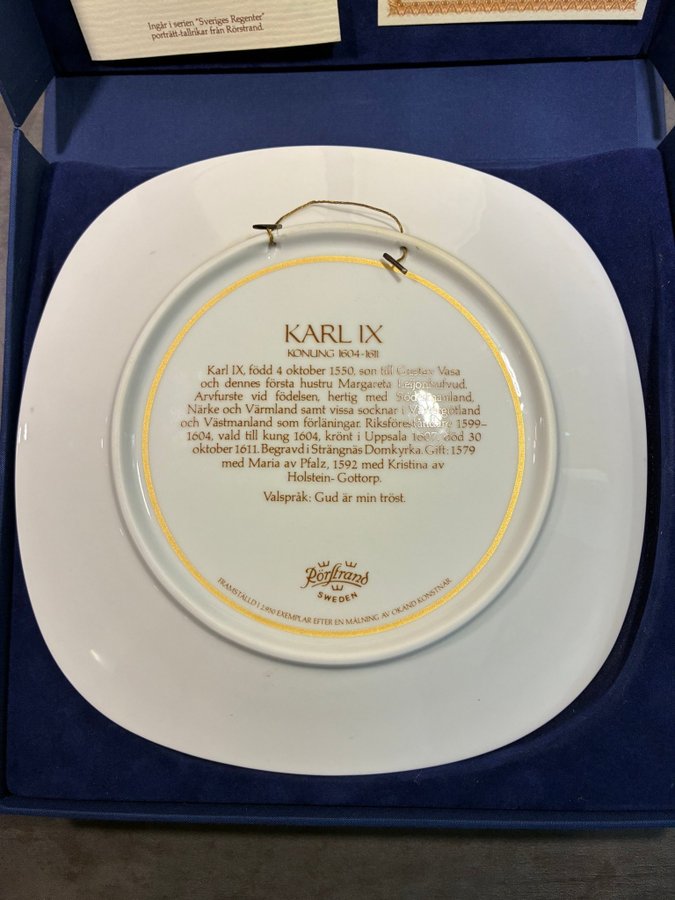 Ingår i serien "Sveriges Regenter"
porträtt-tallrikar från Rörstrand.
KARL IX
KONUNG 1604-1611
Karl IX, född 4 oktober 1550, son till Gustav Vasa
och dennes första hustru Margareta Leijonhufvud.
Arvfurste vid födelsen, hertig med Södermanland,
Närke och Värmland samt vissa socknar i Västergötland
och Västmanland som förläningar. Riksföreståndare 1599–
1604, vald till kung 1604, krönt i Uppsala 1607, död 30
oktober 1611. Begravd i Strängnäs Domkyrka. Gift: 1579
med Maria av Pfalz, 1592 med Kristina av
Holstein-Gottorp.
Valspråk: Gud är min tröst.
Rörstrand
SWEDEN
FRAMSTÄLLD I EXEMPLAR EFTER EN MÅLNING AV OKÄND KONSTNÄR